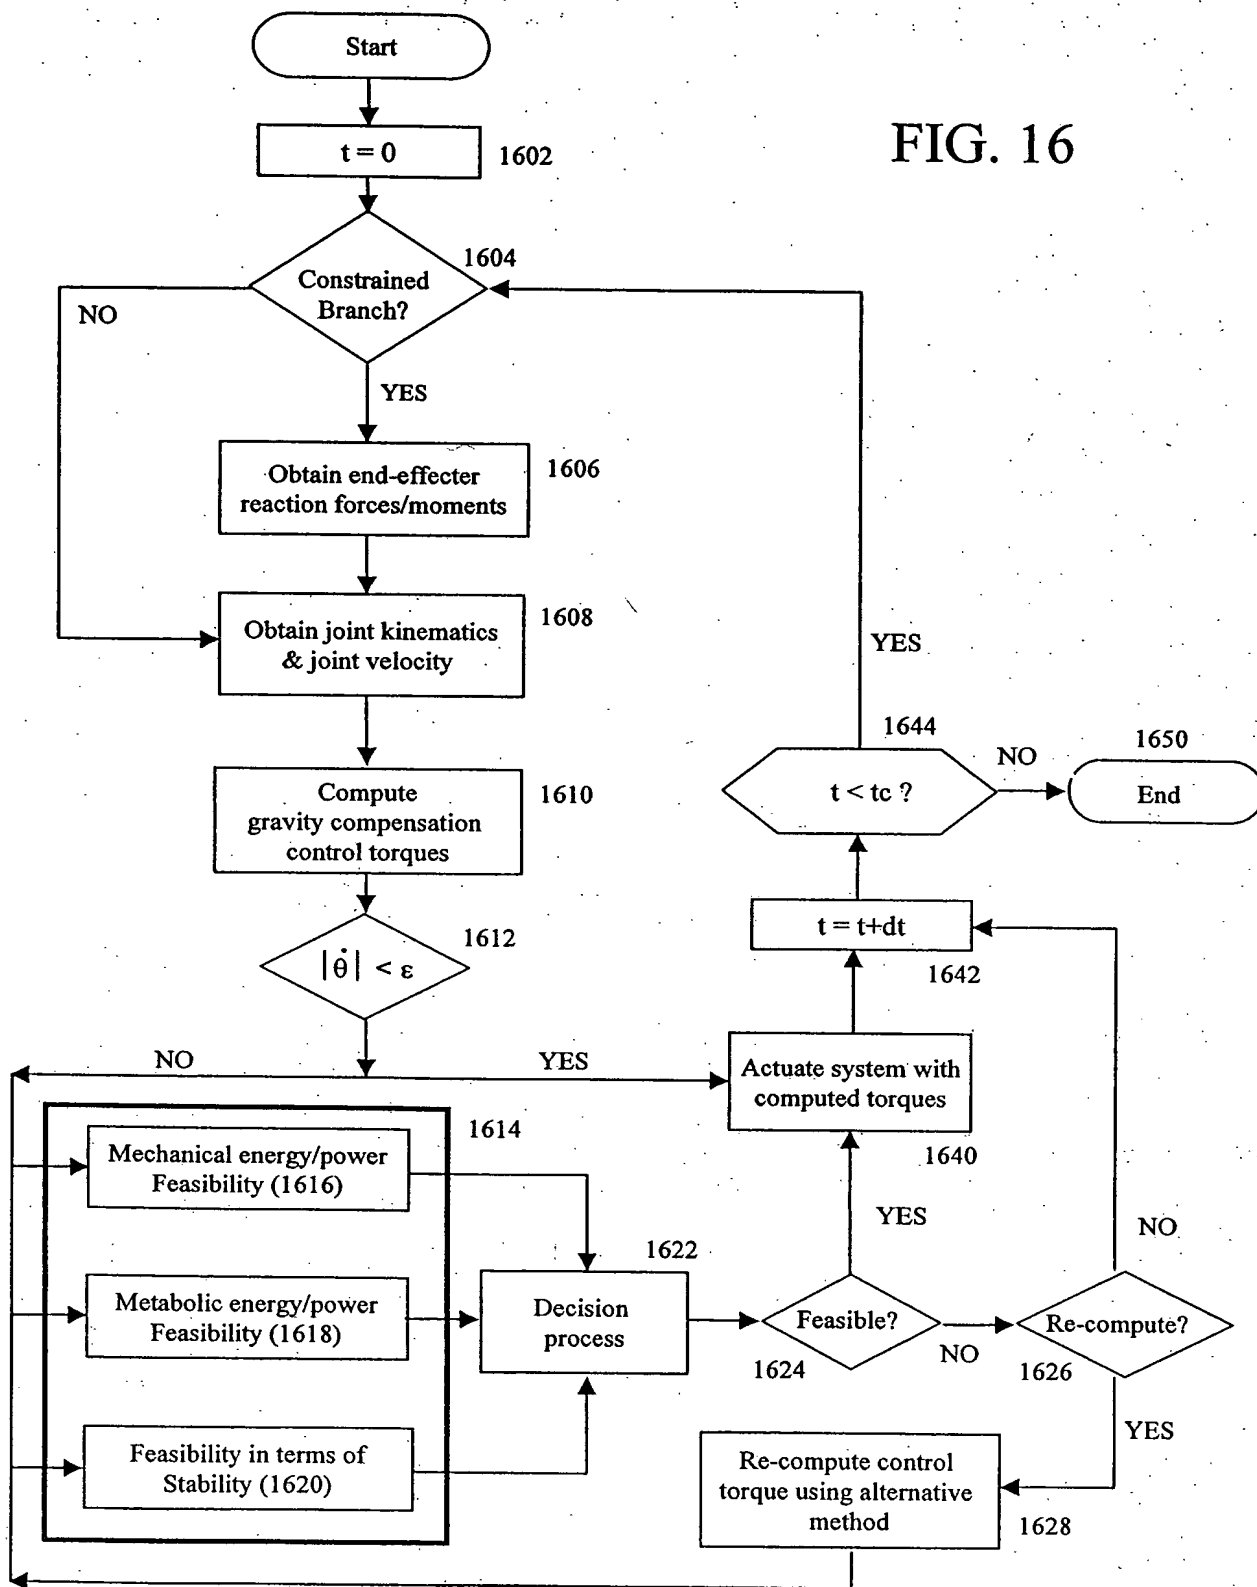 Start
FIG. 16
t = 0
1602
1604
Constrained
Branch?
NO
YES
1606
Obtain end-effecter
reaction forces/moments
1608
Obtain joint kinematics
& joint velocity
YES
1644
1650
NO
t < tc ?
End
1610
Compute
gravity compensation
control torques
1612
|θ̇| < ε
t = t+dt
1642
NO
YES
Actuate system with
computed torques
1640
1614
Mechanical energy/power
Feasibility (1616)
YES
NO
1622
Metabolic energy/power
Feasibility (1618)
Decision
process
Feasible?
Re-compute?
1624
NO
1626
YES
Feasibility in terms of
Stability (1620)
Re-compute control
torque using alternative
method
1628